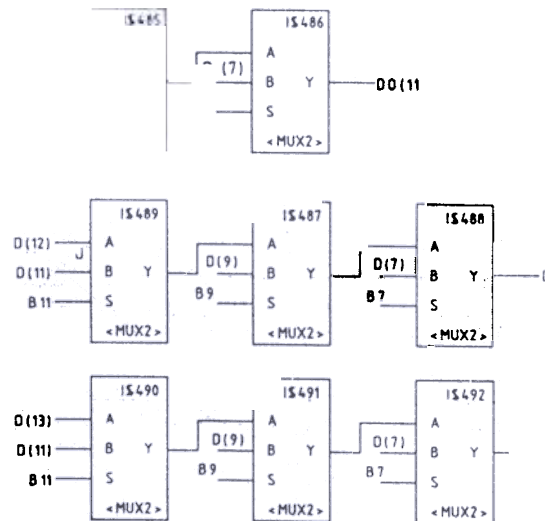 IS485 IS486
A
(7) B Y DO(11
S
<MUX2>
IS489 IS487 IS488
D(12) A A A
J
D(11) B Y D(9) B Y D(7) B Y
B11 S B9 S B7 S
<MUX2> <MUX2> <MUX2>
IS490 IS491 IS492
D(13) A A A
D(11) B Y D(9) B Y D(7) B Y
B11 S B9 S B7 S
<MUX2> <MUX2> <MUX2>